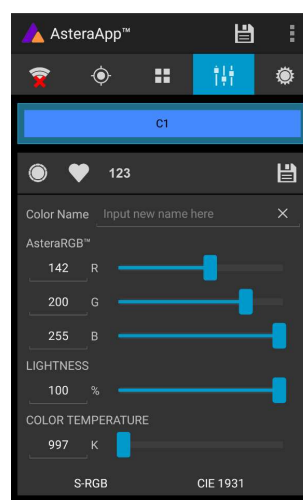 AsteraApp™
C1
123
Color Name Input new name here
AsteraRGB™
142 R
200 G
255 B
LIGHTNESS
100 %
COLOR TEMPERATURE
997 K
S-RGB CIE 1931